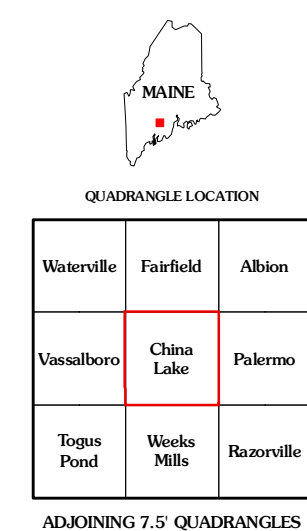 MAINE
QUADRANGLE LOCATION
Waterville Fairfield Albion
Vassalboro China Lake Palermo
Togus Pond Weeks Mills Razorville
ADJOINING 7.5' QUADRANGLES